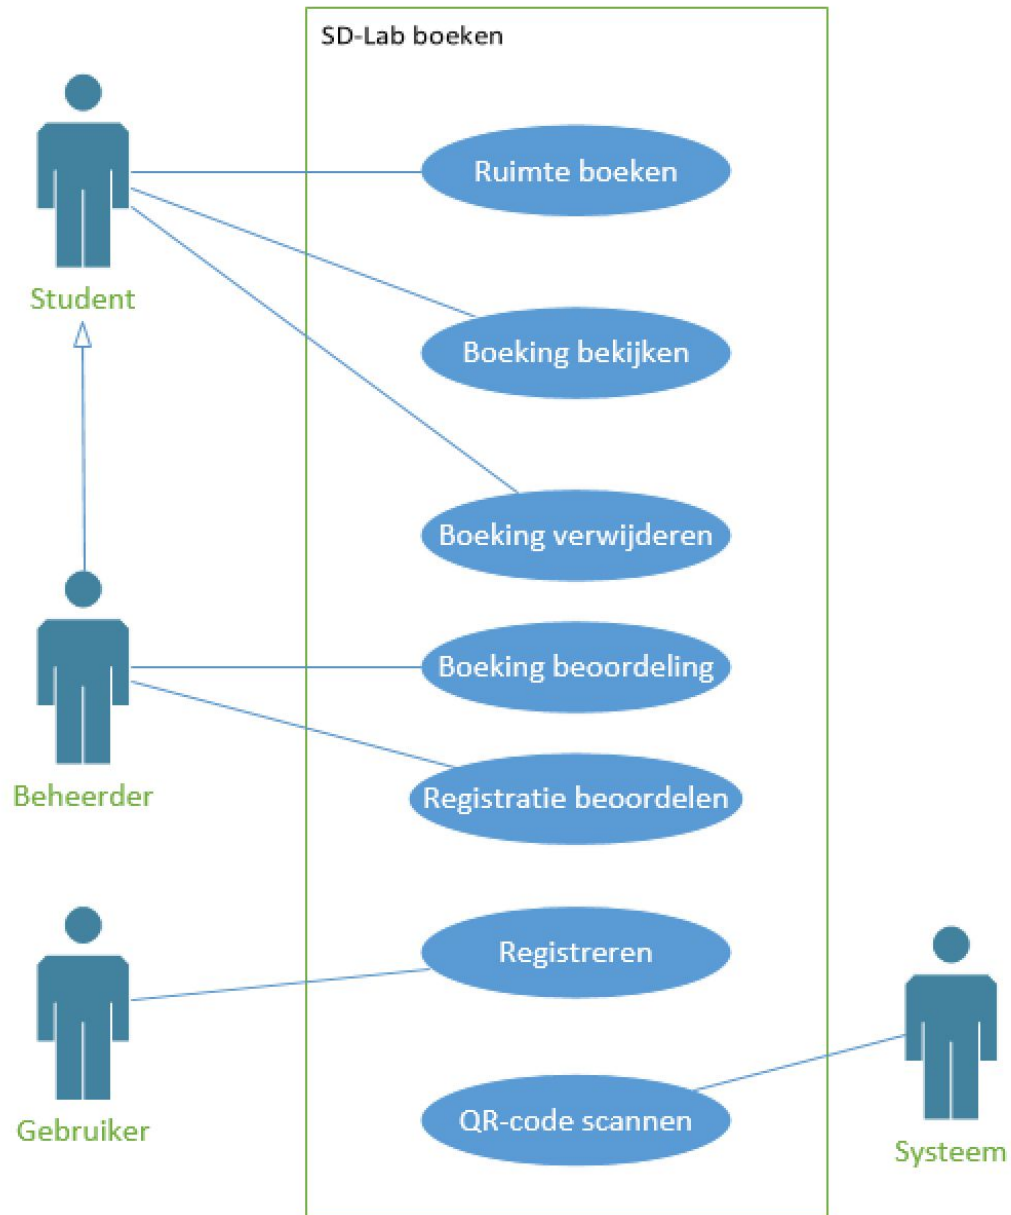 SD-Lab boeken
Ruimte boeken
Student
Boeking bekijken
Boeking verwijderen
Boeking beoordeling
Beheerder
Registratie beoordelen
Registreren
Gebruiker
QR-code scannen
Systeem